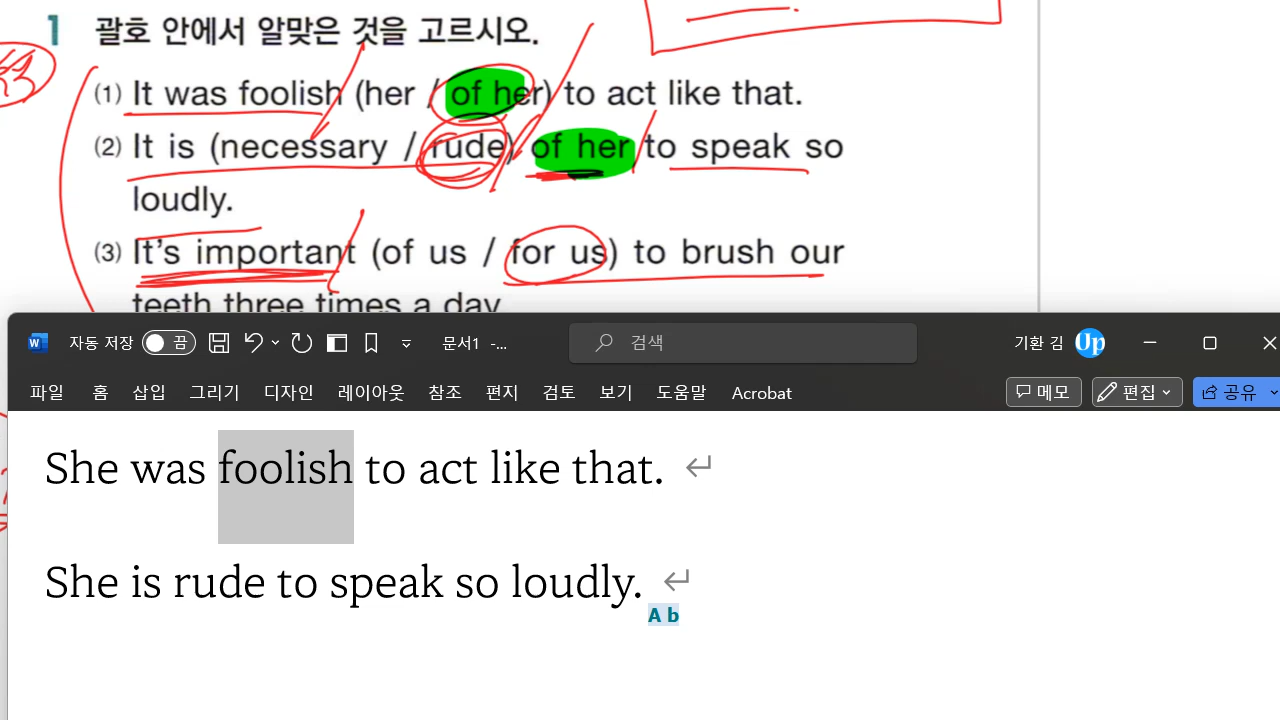 1 괄호 안에서 알맞은 것을 고르시오.
(1) It was foolish (her / of her) to act like that.
(2) It is (necessary / rude) of her to speak so
loudly.
(3) It's important (of us / for us) to brush our
teeth three times a day
자동 저장 끔 문서1 -... 검색 기환 김 Up
파일 홈 삽입 그리기 디자인 레이아웃 참조 편지 검토 보기 도움말 Acrobat 메모 편집 공유
She was foolish to act like that.
She is rude to speak so loudly.
A b